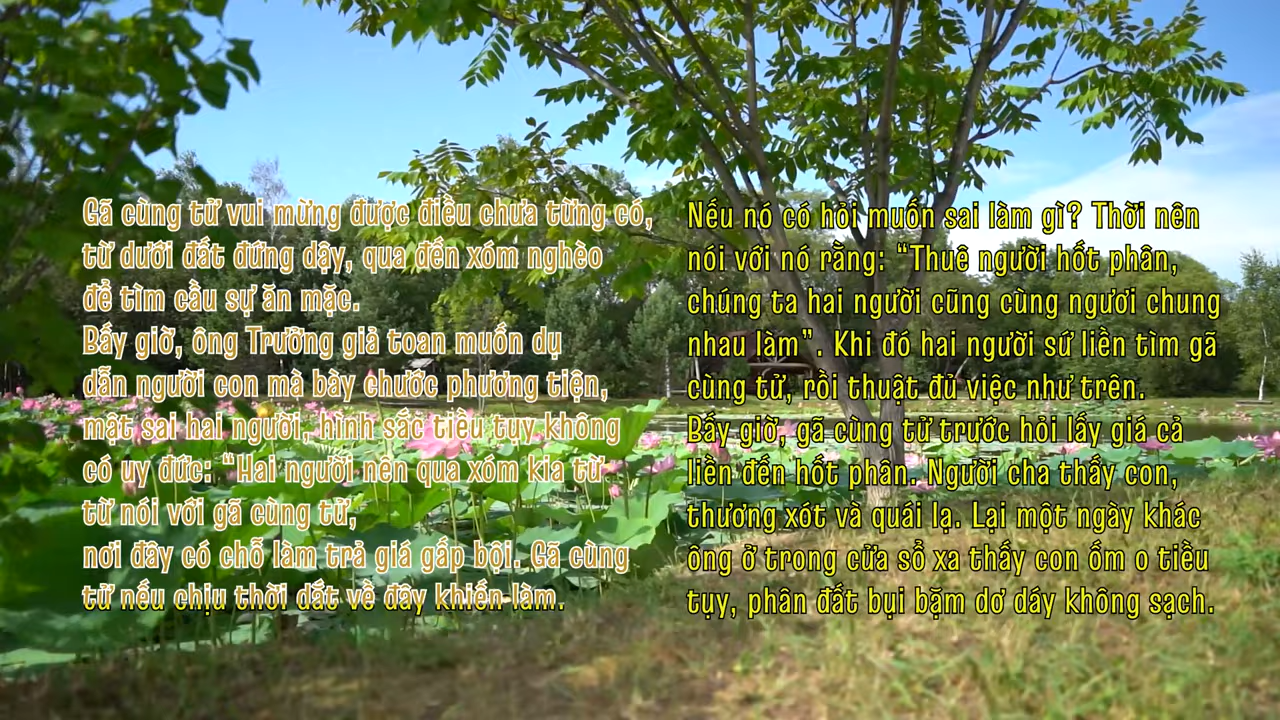 Gã cùng tử vui mừng được điều chưa từng có,
từ dưới đất đứng dậy, qua đến xóm nghèo
để tìm cầu sự ăn mặc.
Bấy giờ, ông Trưởng giả toan muốn dụ
dẫn người con mà bày chước phương tiện,
mật sai hai người, hình sắc tiều tụy không
có uy đức: “Hai người nên qua xóm kia từ
từ nói với gã cùng tử,
nơi đây có chỗ làm trả giá gấp bội. Gã cùng
tử nếu chịu thời dắt về đây khiến làm.
Nếu nó có hỏi muốn sai làm gì? Thời nên
nói với nó rằng: “Thuê người hốt phân,
chúng ta hai người cũng cùng ngươi chung
nhau làm”. Khi đó hai người sứ liền tìm gã
cùng tử, rồi thuật đủ việc như trên.
Bấy giờ, gã cùng tử trước hỏi lấy giá cả
liền đến hốt phân. Người cha thấy con,
thương xót và quái lạ. Lại một ngày khác
ông ở trong cửa sổ xa thấy con ốm o tiều
tụy, phân đất bụi bặm dơ dáy không sạch.